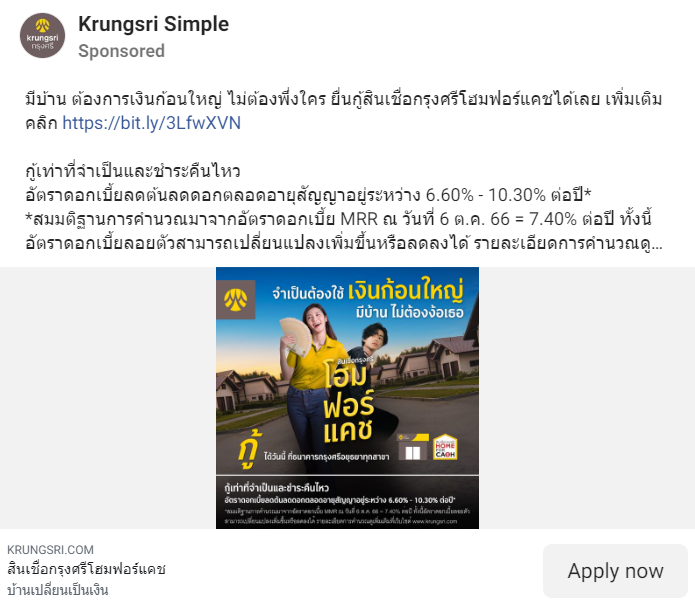 Krungsri Simple
Sponsored
krungsri
กรุงศรี
มีบ้าน ต้องการเงินก้อนใหญ่ ไม่ต้องพึ่งใคร ยื่นกู้สินเชื่อกรุงศรีโฮมฟอร์แคชได้เลย เพิ่มเติม
คลิก https://bit.ly/3LfwXVN
กู้เท่าที่จำเป็นและชำระคืนไหว
อัตราดอกเบี้ยลดต้นลดดอกตลอดอายุสัญญาอยู่ระหว่าง 6.60% - 10.30% ต่อปี*
*สมมติฐานการคำนวณมาจากอัตราดอกเบี้ย MRR ณ วันที่ 6 ต.ค. 66 = 7.40% ต่อปี ทั้งนี้
อัตราดอกเบี้ยลอยตัวสามารถเปลี่ยนแปลงเพิ่มขึ้นหรือลดลงได้ รายละเอียดการคำนวณดู...
จำเป็นต้องใช้ เงินก้อนใหญ่
มีบ้าน ไม่ต้องง้อเธอ
สินเชื่อกรุงศรี
โฮม
ฟอร์
แคช
กู้ ได้วันนี้ ที่ธนาคารกรุงศรีอยุธยาทุกสาขา
HOME
FOR
CASH
กู้เท่าที่จำเป็นและชำระคืนไหว
อัตราดอกเบี้ยลดต้นลดดอกตลอดอายุสัญญาอยู่ระหว่าง 6.60% - 10.30% ต่อปี*
KRUNGSRI.COM
สินเชื่อกรุงศรีโฮมฟอร์แคช
บ้านเปลี่ยนเป็นเงิน
Apply now